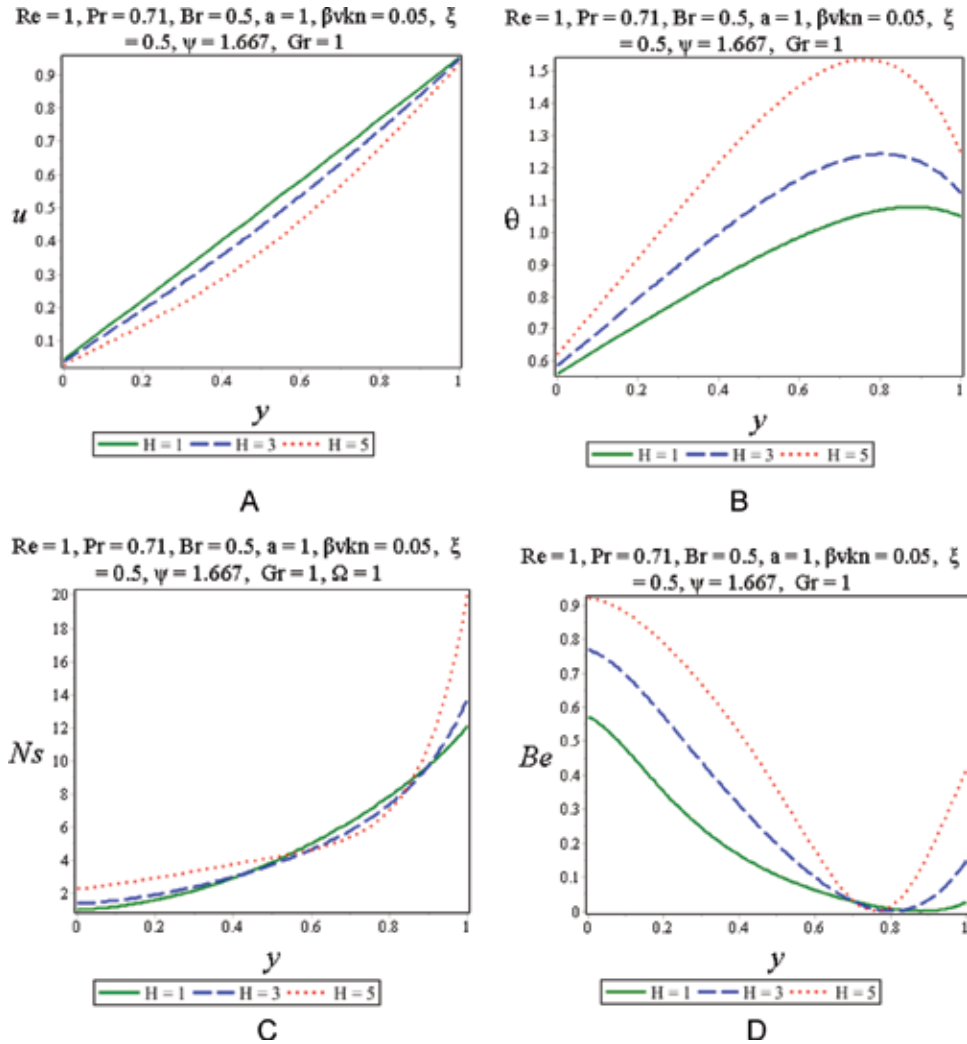 Re = 1, Pr = 0.71, Br = 0.5, a = 1, βvkn = 0.05, ξ
= 0.5, ψ = 1.667, Gr = 1
0.9
0.8
0.7
0.6
0.5
0.4
0.3
0.2
0.1
u
0 0.2 0.4 0.6 0.8 1
y
H = 1 H = 3 H = 5
A
Re = 1, Pr = 0.71, Br = 0.5, a = 1, βvkn = 0.05, ξ
= 0.5, ψ = 1.667, Gr = 1
1.5
1.4
1.3
1.2
1.1
1.0
0.9
0.8
0.7
0.6
θ
0 0.2 0.4 0.6 0.8 1
y
H = 1 H = 3 H = 5
B
Re = 1, Pr = 0.71, Br = 0.5, a = 1, βvkn = 0.05, ξ
= 0.5, ψ = 1.667, Gr = 1, Ω = 1
20
18
16
14
12
10
8
6
4
2
Ns
0 0.2 0.4 0.6 0.8 1
y
H = 1 H = 3 H = 5
C
Re = 1, Pr = 0.71, Br = 0.5, a = 1, βvkn = 0.05, ξ
= 0.5, ψ = 1.667, Gr = 1
0.9
0.8
0.7
0.6
0.5
0.4
0.3
0.2
0.1
0
Be
0 0.2 0.4 0.6 0.8 1
y
H = 1 H = 3 H = 5
D